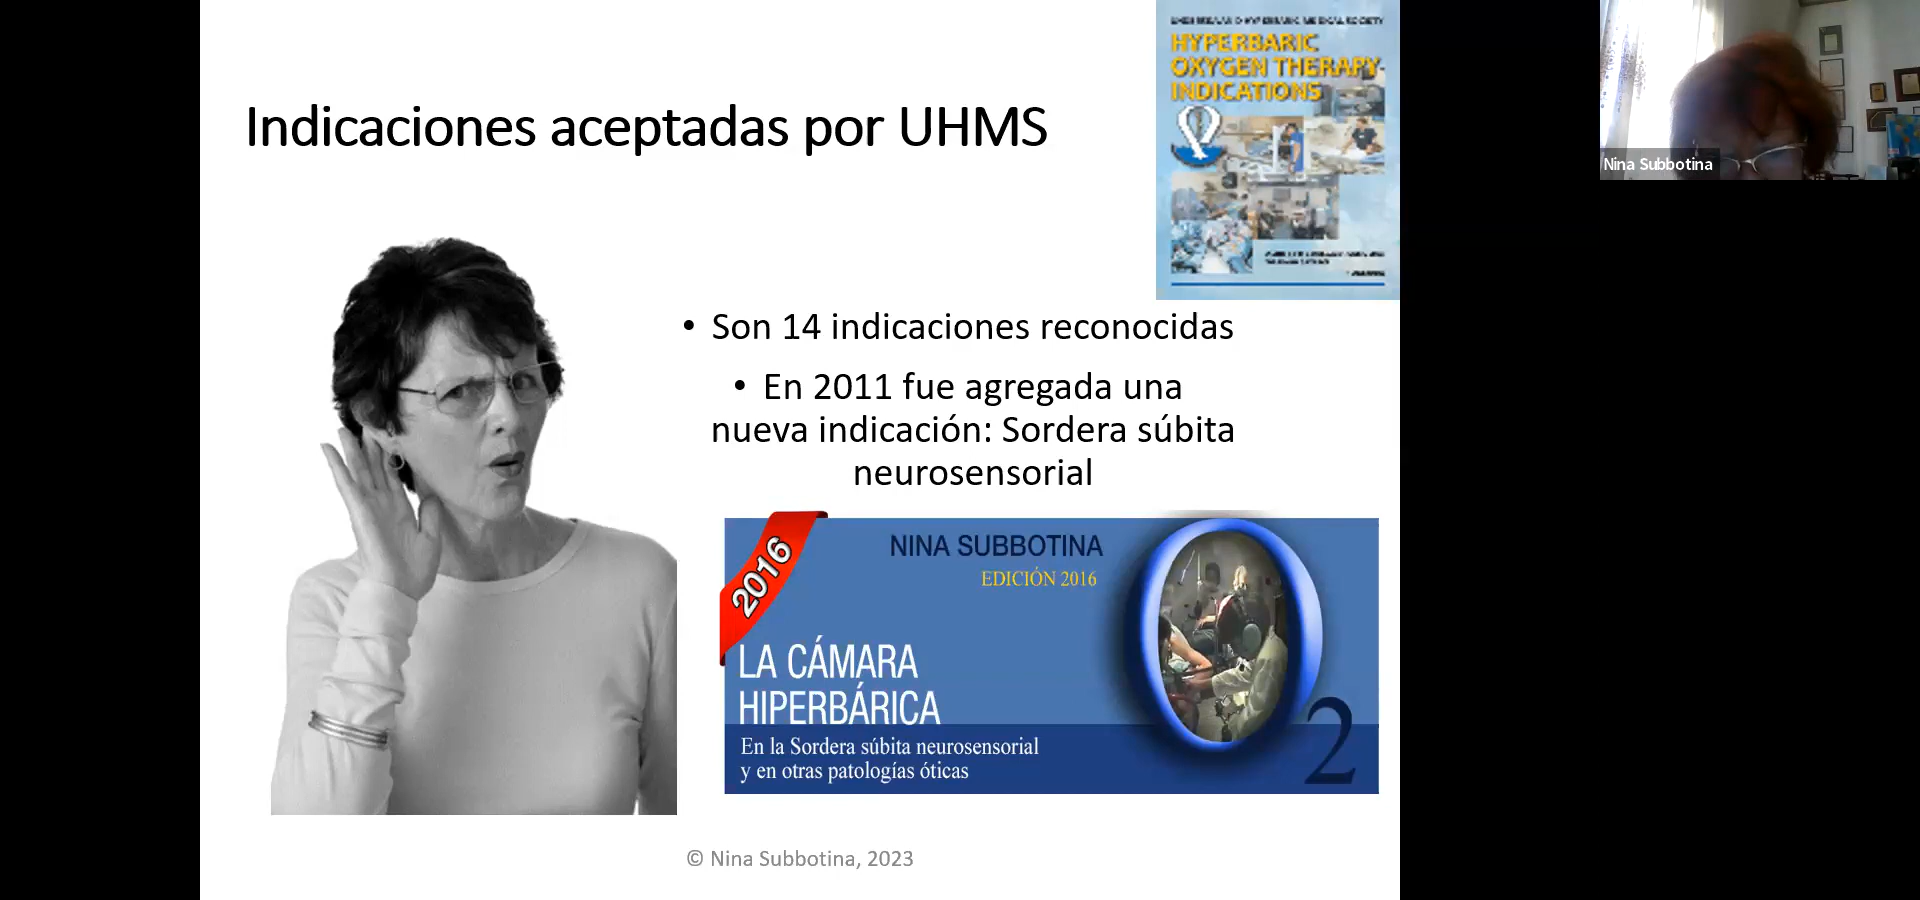 Indicaciones aceptadas por UHMS
HYPERBARIC
OXYGEN THERAPY
INDICATIONS
Nina Subbotina
• Son 14 indicaciones reconocidas
• En 2011 fue agregada una
nueva indicación: Sordera súbita
neurosensorial
2016
NINA SUBBOTINA
EDICIÓN 2016
LA CÁMARA
HIPERBÁRICA
En la Sordera súbita neurosensorial
y en otras patologías óticas
O2
© Nina Subbotina, 2023